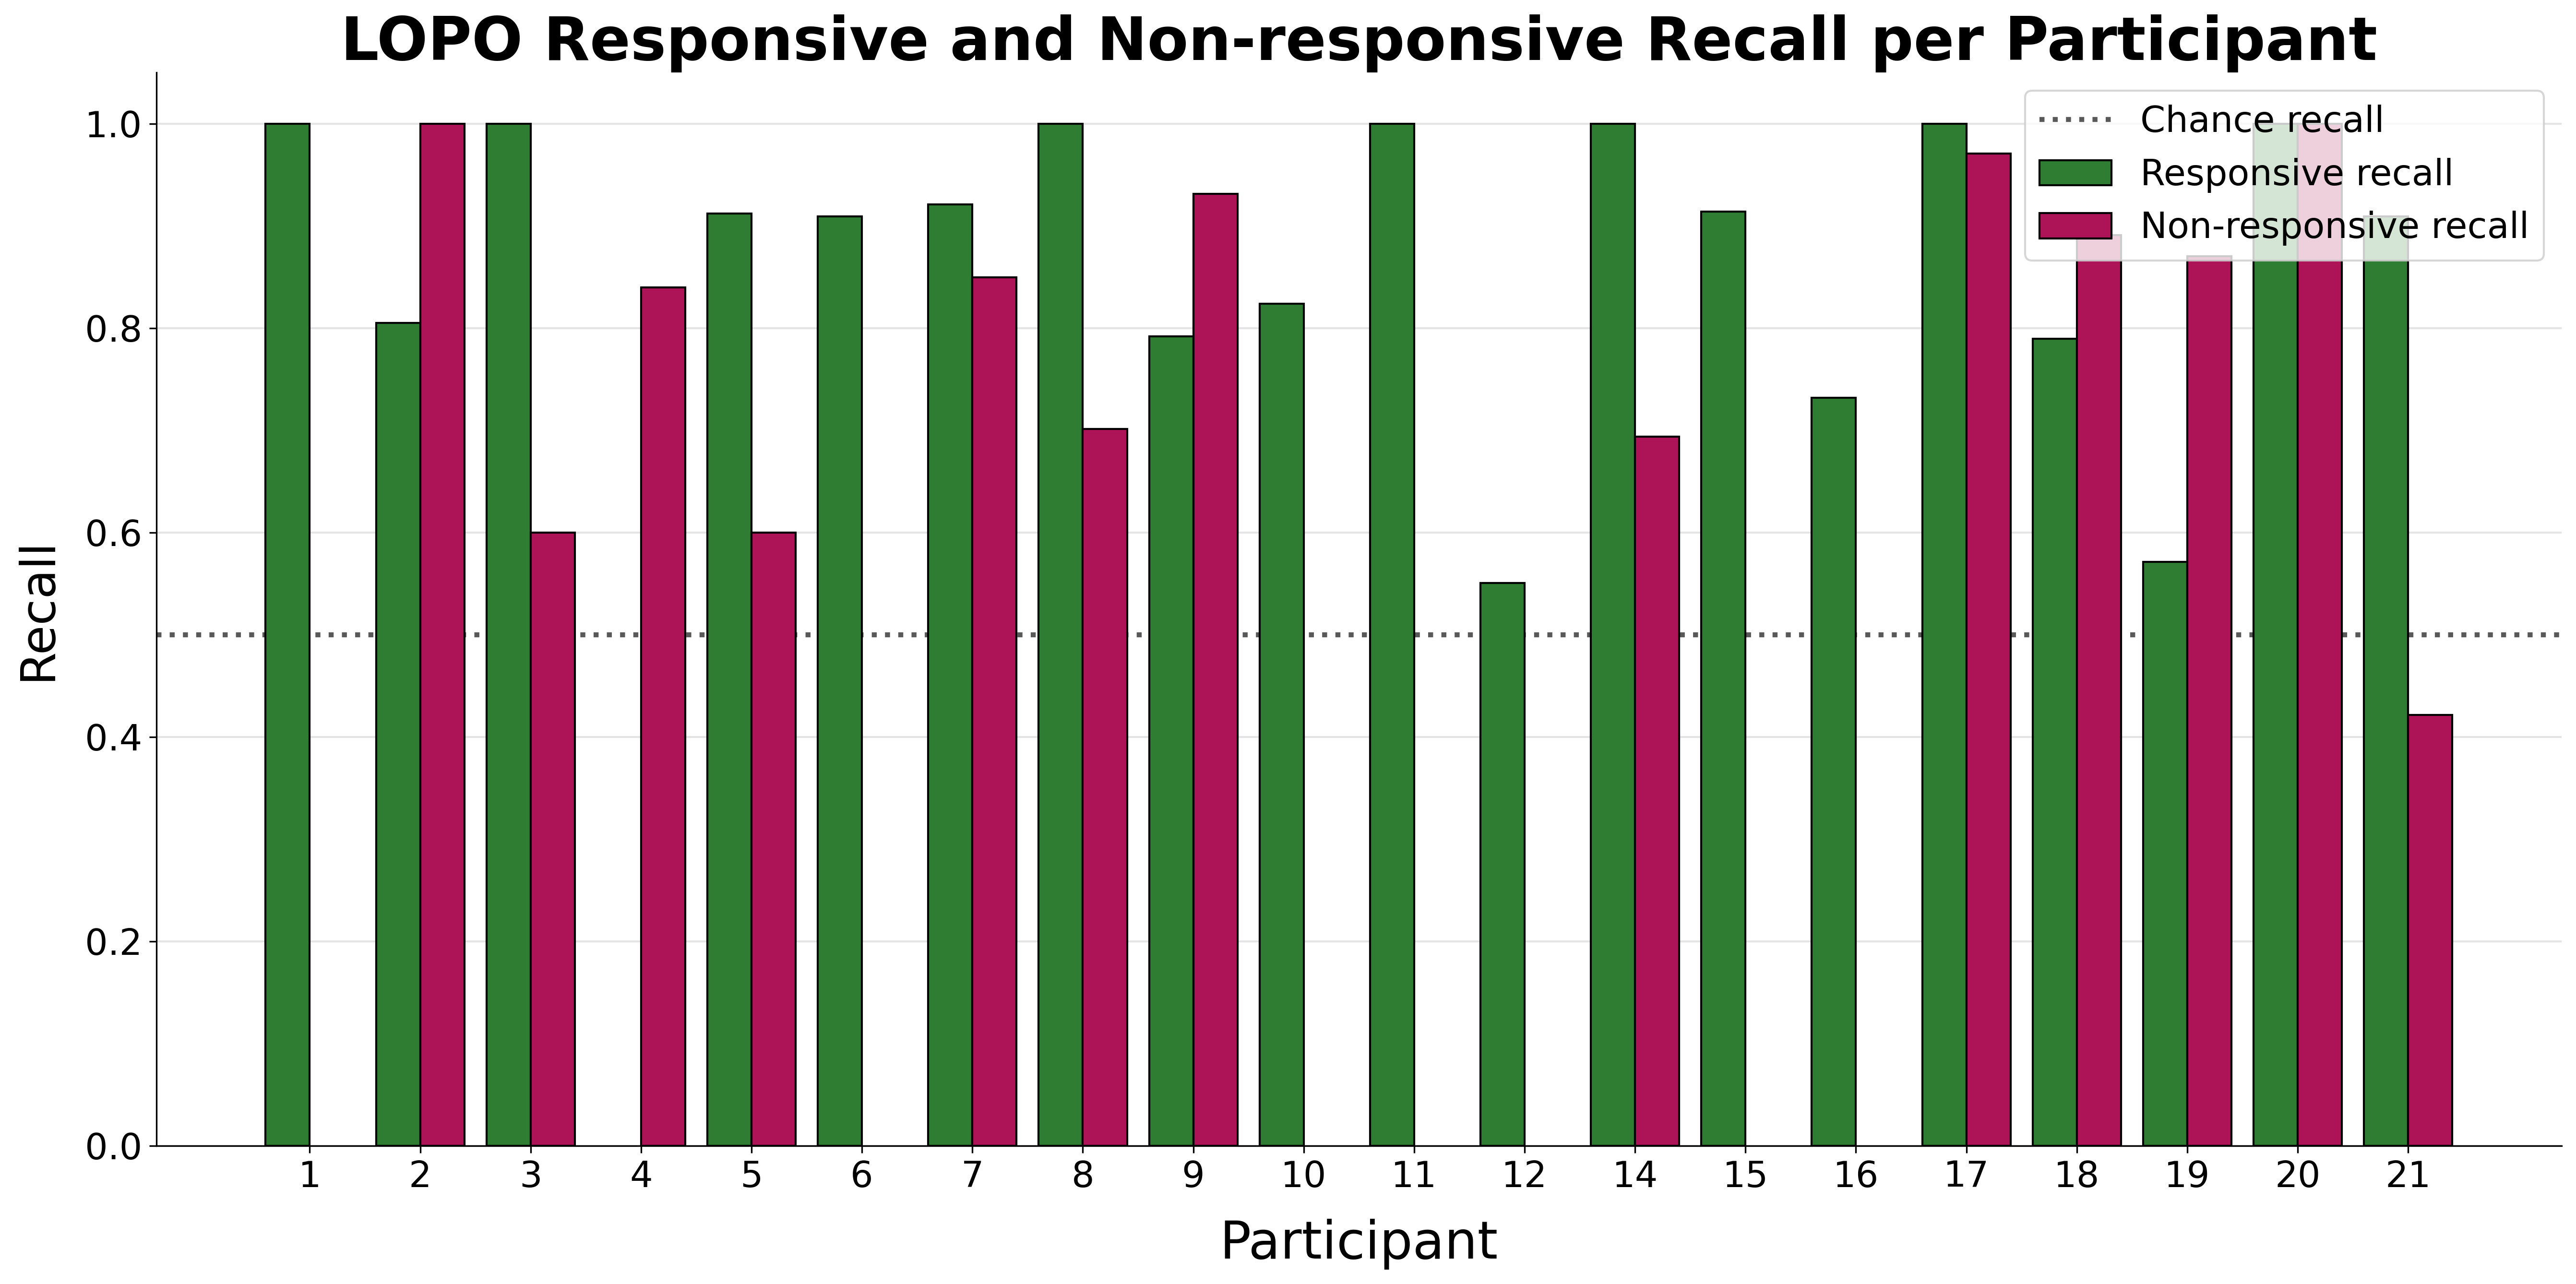 LOPO Responsive and Non-responsive Recall per Participant
Chance recall
Responsive recall
Non-responsive recall
Recall
1.0
0.8
0.6
0.4
0.2
0.0
1 2 3 4 5 6 7 8 9 10 11 12 14 15 16 17 18 19 20 21
Participant